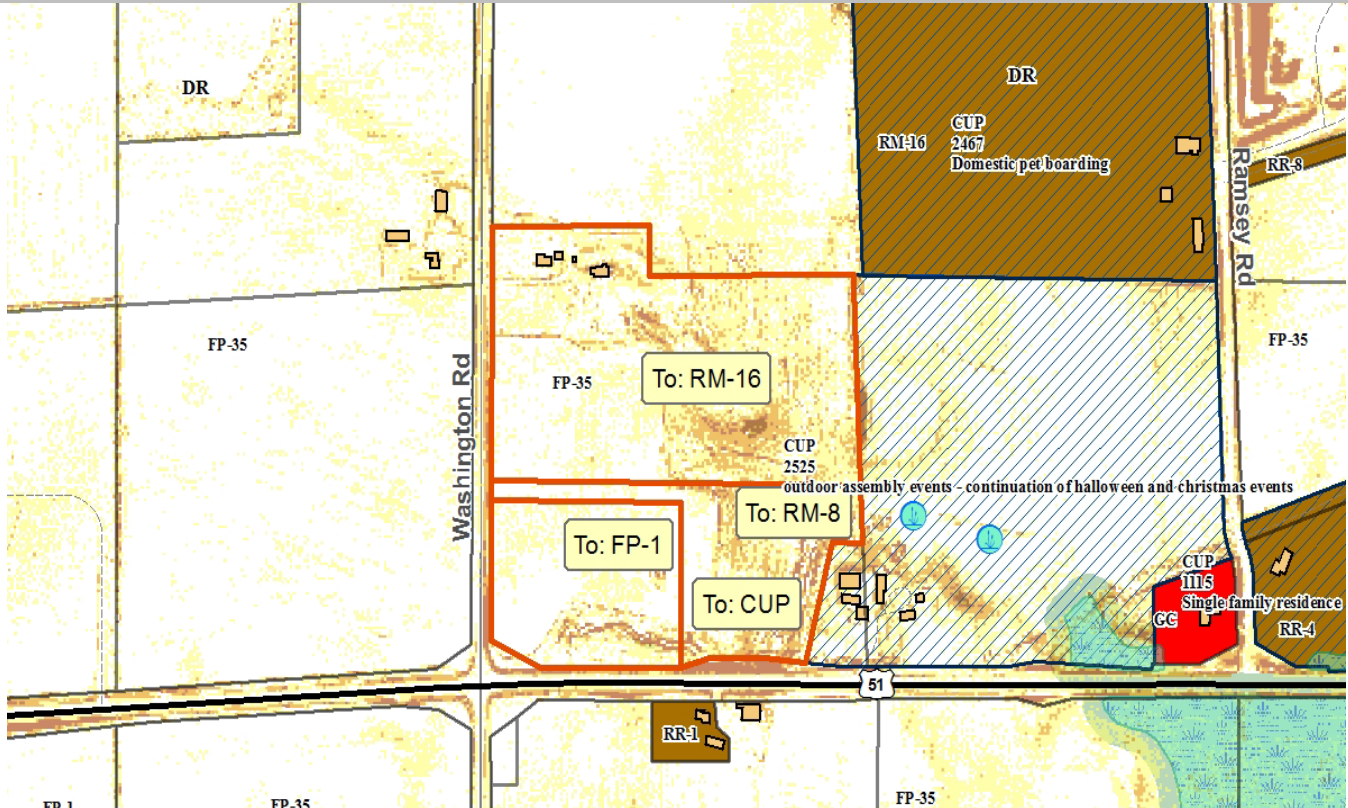 DR
DR
CUP
RM-16
2467
Domestic pet boarding
Ramsey Rd
RR-8
FP-35
FP-35
FP-35
Washington Rd
To: RM-16
CUP
2525
outdoor assembly events - continuation of halloween and christmas events
To: RM-8
To: FP-1
To: CUP
CUP
1115
Single family residence
GC
RR-4
51
RR-1
FP-1
FP-35
FP-35